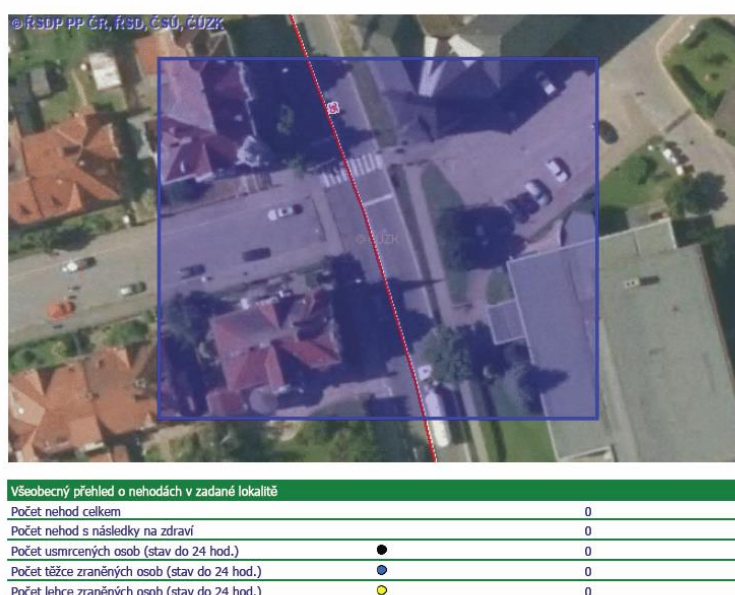 © ŘSDP PP ČR, ŘSD, ČSÚ, ČÚZK
© ČÚZK
Všeobecný přehled o nehodách v zadané lokalitě
Počet nehod celkem 0
Počet nehod s následky na zdraví 0
Počet usmrcených osob (stav do 24 hod.) 0
Počet těžce zraněných osob (stav do 24 hod.) 0
Počet lehce zraněných osob (stav do 24 hod.) 0